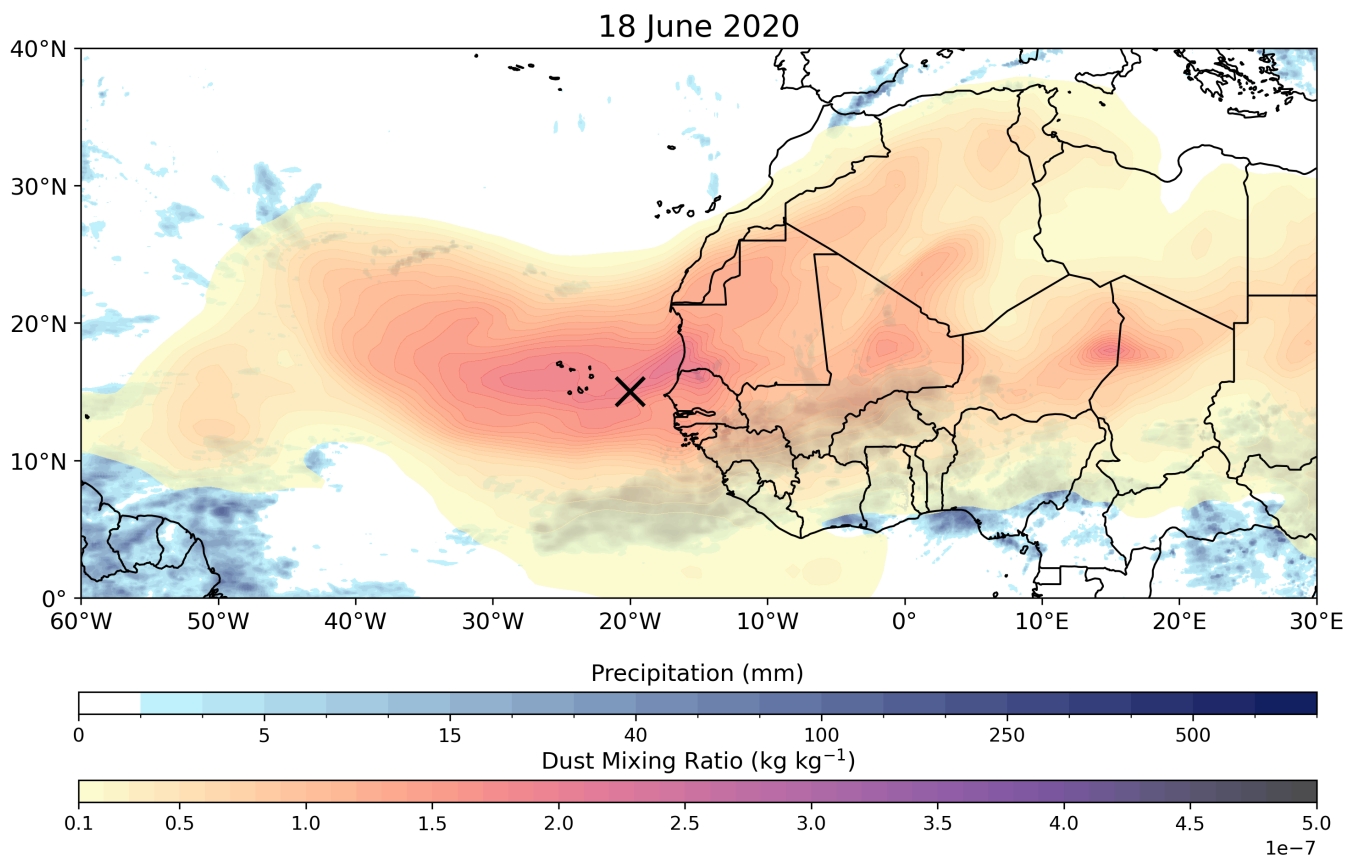 18 June 2020
40°N
30°N
20°N
10°N
0°
60°W 50°W 40°W 30°W 20°W 10°W 0° 10°E 20°E 30°E
Precipitation (mm)
0 5 15 40 100 250 500
Dust Mixing Ratio (kg kg⁻¹)
0.1 0.5 1.0 1.5 2.0 2.5 3.0 3.5 4.0 4.5 5.0
1e−7